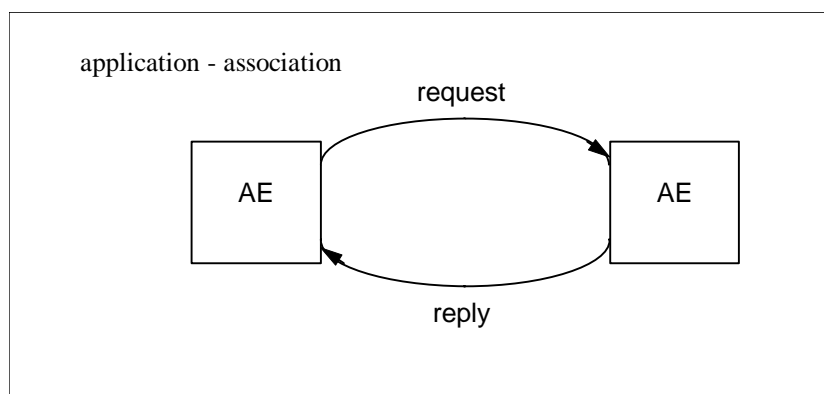 application - association
request
AE
AE
reply